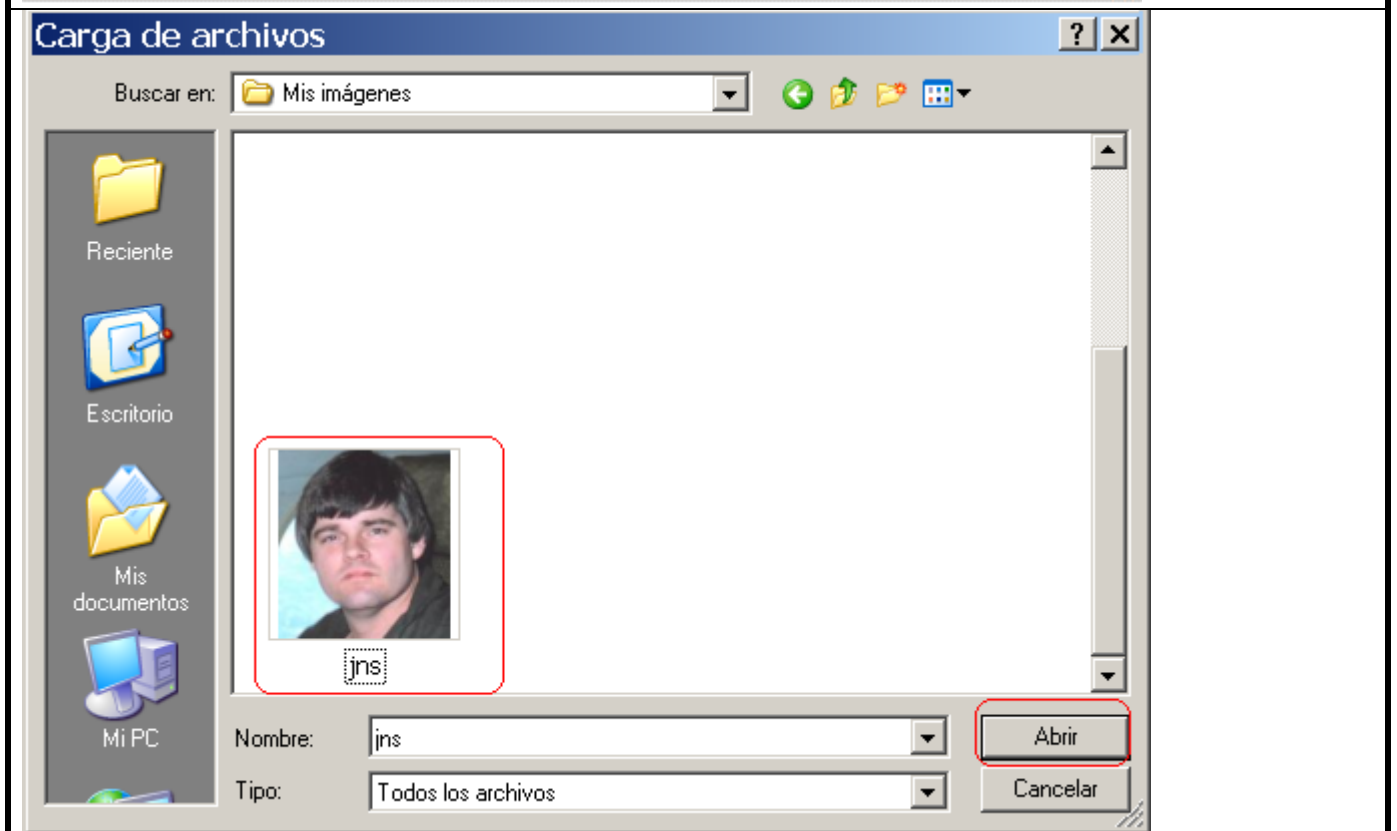 Carga de archivos
Buscar en: Mis imágenes
Reciente
Escritorio
Mis
documentos
Mi PC
jns
Nombre: jns Abrir
Tipo: Todos los archivos Cancelar